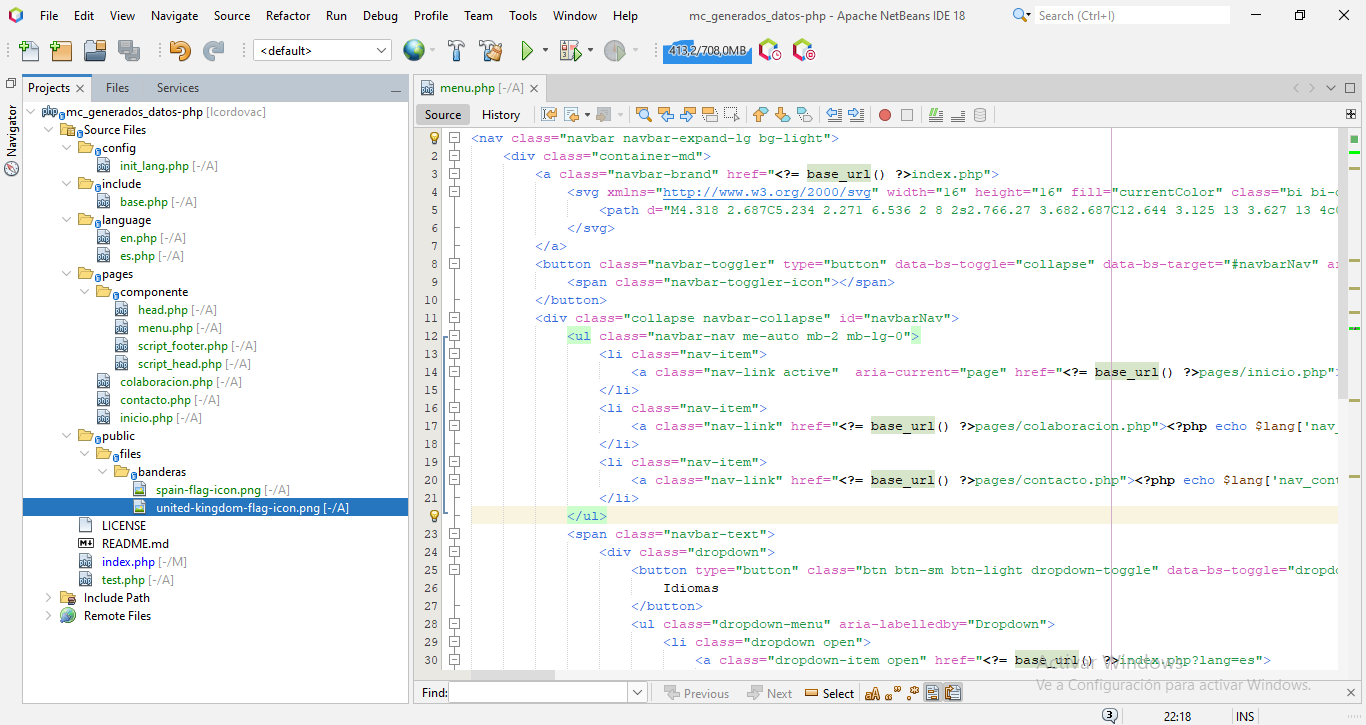 File Edit View Navigate Source Refactor Run Debug Profile Team Tools Window Help mc_generados_datos-php - Apache NetBeans IDE 18 Search (Ctrl+I)
<default> 413,2/708,0MB
Projects Files Services
Navigator
mc_generados_datos-php [lcordovac]
Source Files
config
init_lang.php [-/A]
include
base.php [-/A]
language
en.php [-/A]
es.php [-/A]
pages
componente
head.php [-/A]
menu.php [-/A]
script_footer.php [-/A]
script_head.php [-/A]
colaboracion.php [-/A]
contacto.php [-/A]
inicio.php [-/A]
public
files
banderas
spain-flag-icon.png [-/A]
united-kingdom-flag-icon.png [-/A]
LICENSE
README.md
index.php [-/M]
test.php [-/A]
Include Path
Remote Files
menu.php [-/A]
Source History
<nav class="navbar navbar-expand-lg bg-light">
2 <div class="container-md">
3 <a class="navbar-brand" href="<?= base_url() ?>index.php">
4 <svg xmlns="http://www.w3.org/2000/svg" width="16" height="16" fill="currentColor" class="bi bi-
5 <path d="M4.318 2.687C5.234 2.271 6.536 2 8 2s2.766.27 3.682.687C12.644 3.125 13 3.627 13 4c
6 </svg>
7 </a>
8 <button class="navbar-toggler" type="button" data-bs-toggle="collapse" data-bs-target="#navbarNav" ar
9 <span class="navbar-toggler-icon"></span>
10 </button>
11 <div class="collapse navbar-collapse" id="navbarNav">
12 <ul class="navbar-nav me-auto mb-2 mb-lg-0">
13 <li class="nav-item">
14 <a class="nav-link active"  aria-current="page" href="<?= base_url() ?>pages/inicio.php">
15 </li>
16 <li class="nav-item">
17 <a class="nav-link" href="<?= base_url() ?>pages/colaboracion.php"><?php echo $lang['nav_
18 </li>
19 <li class="nav-item">
20 <a class="nav-link" href="<?= base_url() ?>pages/contacto.php"><?php echo $lang['nav_cont
21 </li>
</ul>
23 <span class="navbar-text">
24 <div class="dropdown">
25 <button type="button" class="btn btn-sm btn-light dropdown-toggle" data-bs-toggle="dropdo
26 Idiomas
27 </button>
28 <ul class="dropdown-menu" aria-labelledby="Dropdown">
29 <li class="dropdown open">
30 <a class="dropdown-item open" href="<?= base_url() ?>index.php?lang=es">
Activar Windows
Ve a Configuración para activar Windows.
Find: Previous Next Select
3 22:18 INS